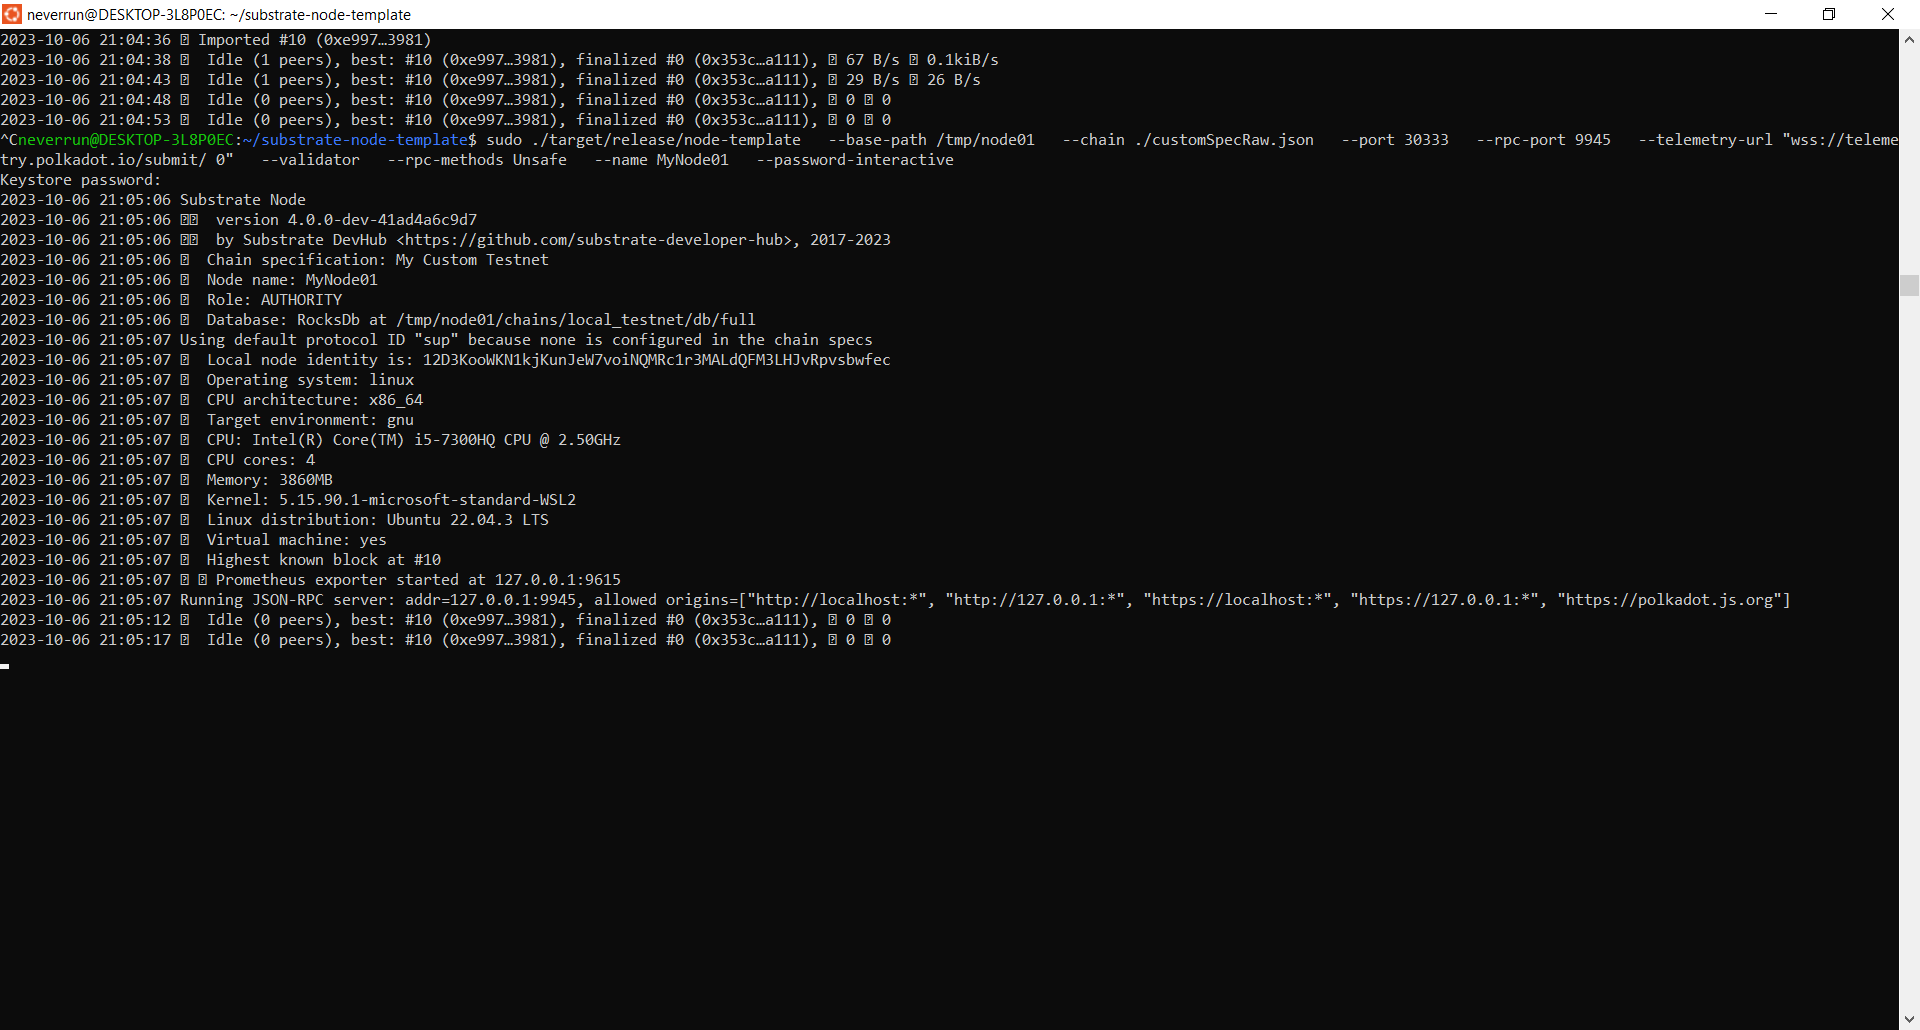 neverrun@DESKTOP-3L8P0EC: ~/substrate-node-template
2023-10-06 21:04:36 Imported #10 (0xe997…3981)
2023-10-06 21:04:38 Idle (1 peers), best: #10 (0xe997…3981), finalized #0 (0x353c…a111), 67 B/s 0.1kiB/s
2023-10-06 21:04:43 Idle (1 peers), best: #10 (0xe997…3981), finalized #0 (0x353c…a111), 29 B/s 26 B/s
2023-10-06 21:04:48 Idle (0 peers), best: #10 (0xe997…3981), finalized #0 (0x353c…a111), 0 0
2023-10-06 21:04:53 Idle (0 peers), best: #10 (0xe997…3981), finalized #0 (0x353c…a111), 0 0
^Cneverrun@DESKTOP-3L8P0EC:~/substrate-node-template$ sudo ./target/release/node-template --base-path /tmp/node01 --chain ./customSpecRaw.json --port 30333 --rpc-port 9945 --telemetry-url "wss://teleme
try.polkadot.io/submit/ 0" --validator --rpc-methods Unsafe --name MyNode01 --password-interactive
Keystore password:
2023-10-06 21:05:06 Substrate Node
2023-10-06 21:05:06 version 4.0.0-dev-41ad4a6c9d7
2023-10-06 21:05:06 by Substrate DevHub <https://github.com/substrate-developer-hub>, 2017-2023
2023-10-06 21:05:06 Chain specification: My Custom Testnet
2023-10-06 21:05:06 Node name: MyNode01
2023-10-06 21:05:06 Role: AUTHORITY
2023-10-06 21:05:06 Database: RocksDb at /tmp/node01/chains/local_testnet/db/full
2023-10-06 21:05:07 Using default protocol ID "sup" because none is configured in the chain specs
2023-10-06 21:05:07 Local node identity is: 12D3KooWKN1kjKunJeW7voiNQMRc1r3MALdQFM3LHJvRpvsbwfec
2023-10-06 21:05:07 Operating system: linux
2023-10-06 21:05:07 CPU architecture: x86_64
2023-10-06 21:05:07 Target environment: gnu
2023-10-06 21:05:07 CPU: Intel(R) Core(TM) i5-7300HQ CPU @ 2.50GHz
2023-10-06 21:05:07 CPU cores: 4
2023-10-06 21:05:07 Memory: 3860MB
2023-10-06 21:05:07 Kernel: 5.15.90.1-microsoft-standard-WSL2
2023-10-06 21:05:07 Linux distribution: Ubuntu 22.04.3 LTS
2023-10-06 21:05:07 Virtual machine: yes
2023-10-06 21:05:07 Highest known block at #10
2023-10-06 21:05:07 Prometheus exporter started at 127.0.0.1:9615
2023-10-06 21:05:07 Running JSON-RPC server: addr=127.0.0.1:9945, allowed origins=["http://localhost:*", "http://127.0.0.1:*", "https://localhost:*", "https://127.0.0.1:*", "https://polkadot.js.org"]
2023-10-06 21:05:12 Idle (0 peers), best: #10 (0xe997…3981), finalized #0 (0x353c…a111), 0 0
2023-10-06 21:05:17 Idle (0 peers), best: #10 (0xe997…3981), finalized #0 (0x353c…a111), 0 0